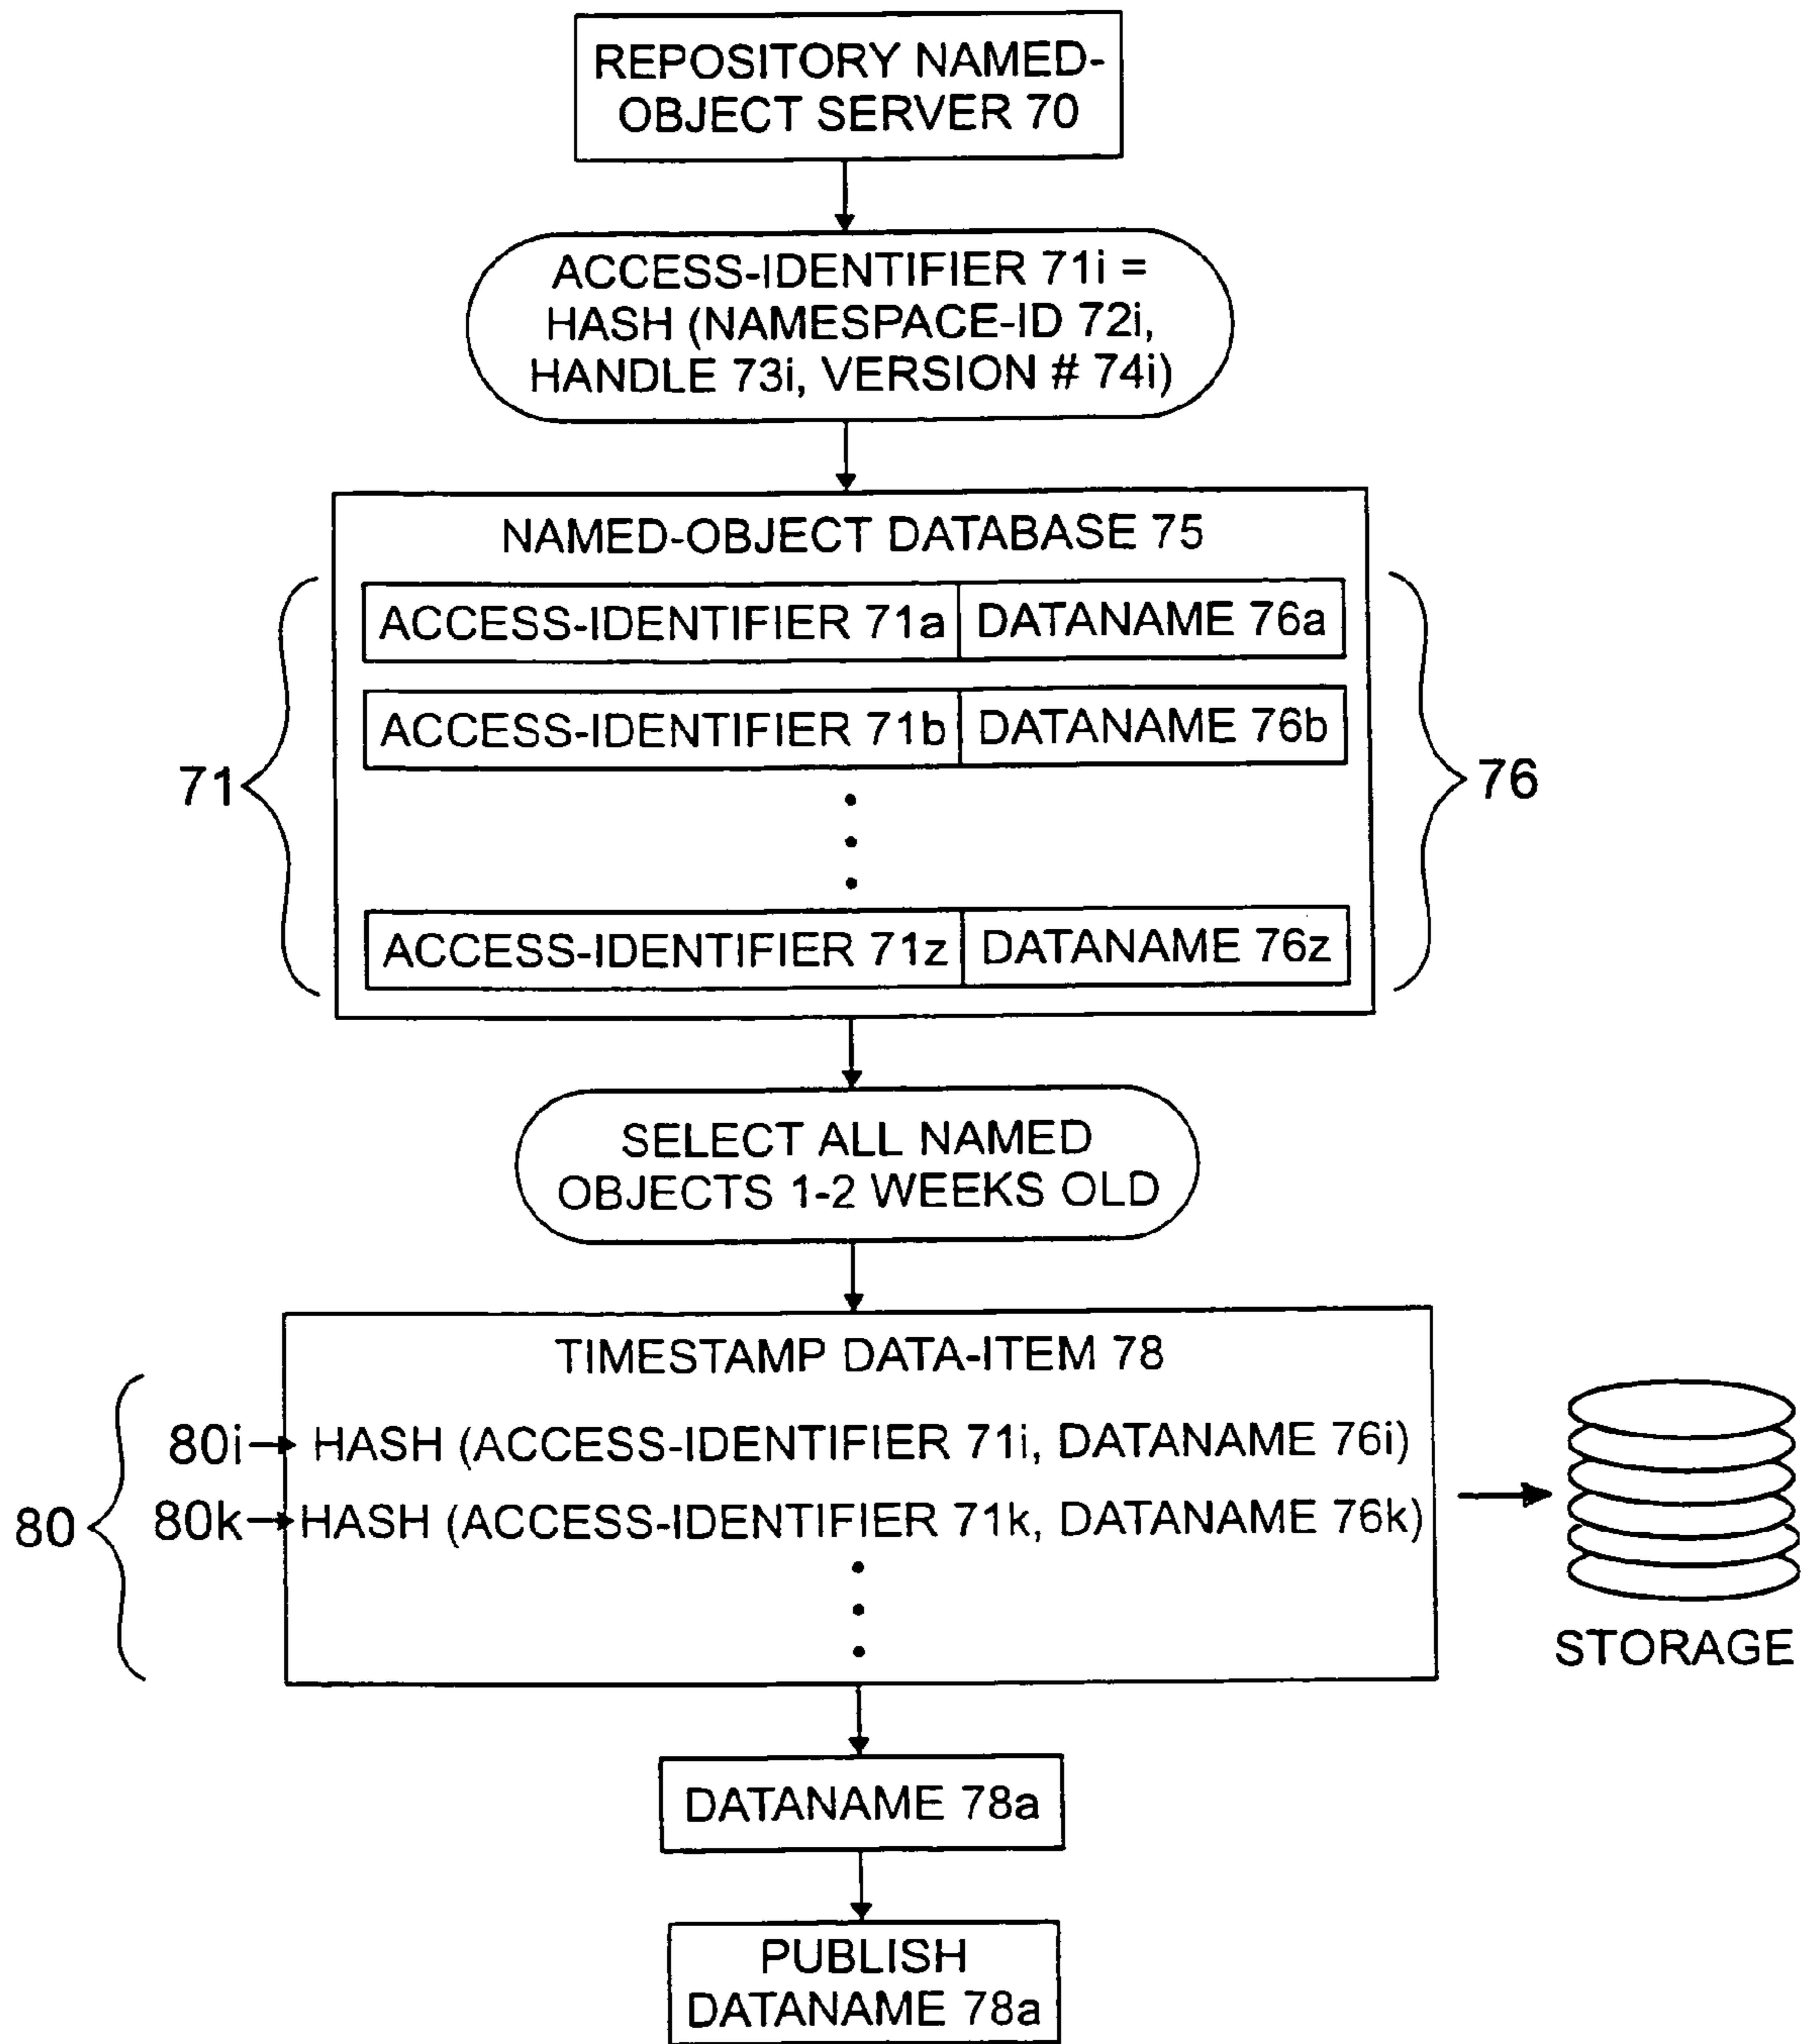 REPOSITORY NAMED-
OBJECT SERVER 70
ACCESS-IDENTIFIER 71i =
HASH (NAMESPACE-ID 72i,
HANDLE 73i, VERSION # 74i)
NAMED-OBJECT DATABASE 75
ACCESS-IDENTIFIER 71a DATANAME 76a
ACCESS-IDENTIFIER 71b DATANAME 76b
71
76
ACCESS-IDENTIFIER 71z DATANAME 76z
SELECT ALL NAMED
OBJECTS 1-2 WEEKS OLD
TIMESTAMP DATA-ITEM 78
80i HASH (ACCESS-IDENTIFIER 71i, DATANAME 76i)
80k HASH (ACCESS-IDENTIFIER 71k, DATANAME 76k)
80
STORAGE
DATANAME 78a
PUBLISH
DATANAME 78a